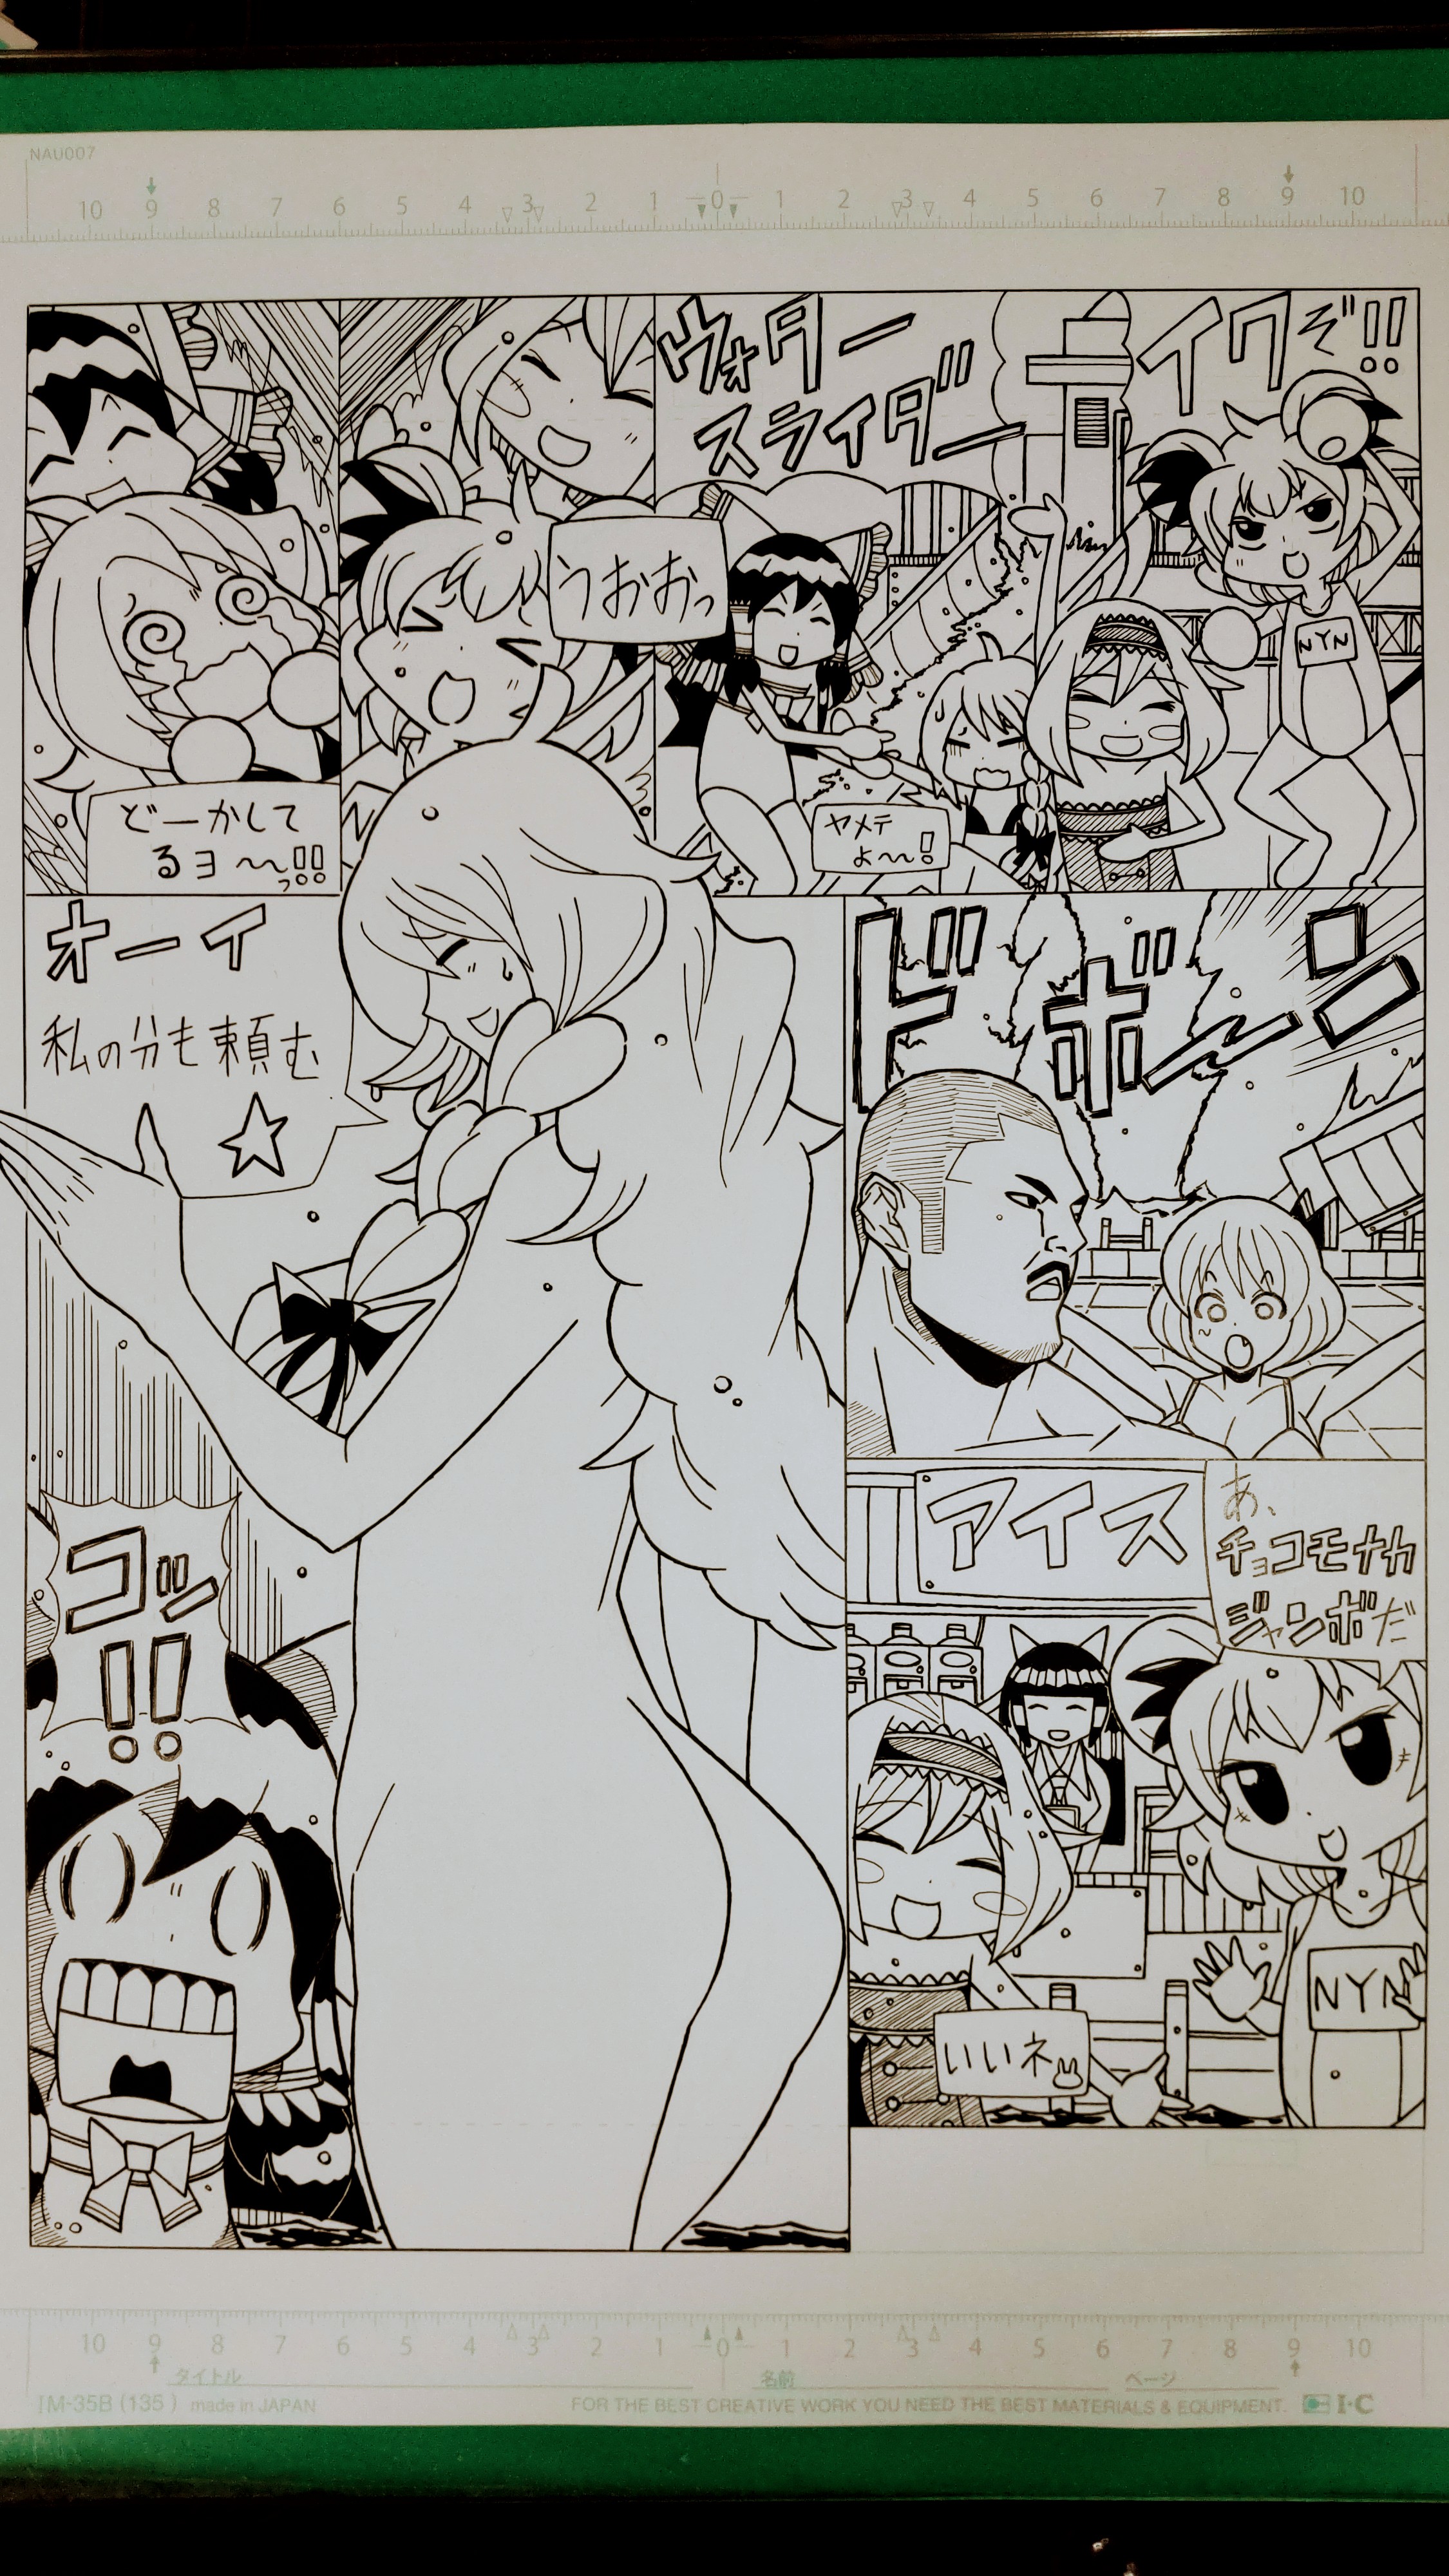 NAU007
10 9 8 7 6 5 4 3 2 1 0 1 2 3 4 5 6 7 8 9 10
イクぞ!!
ウォーター
スライダー
NYN
ヤメテ
よ〜〜!
うおおっ
どーかして
るヨ〜〜っ!!
ドボーン
ロ
アイス
あ、
チョコモナカ
ジャンボだ
NYN
いいネ
オーイ
私の分も頼む
☆
コッ
!!
10 9 8 7 6 5 4 3 2 1 0 1 2 3 4 5 6 7 8 9 10
タイトル
名前
ページ
IM-35B (135) made in JAPAN
FOR THE BEST CREATIVE WORK YOU NEED THE BEST MATERIALS & EQUIPMENT.
I·C